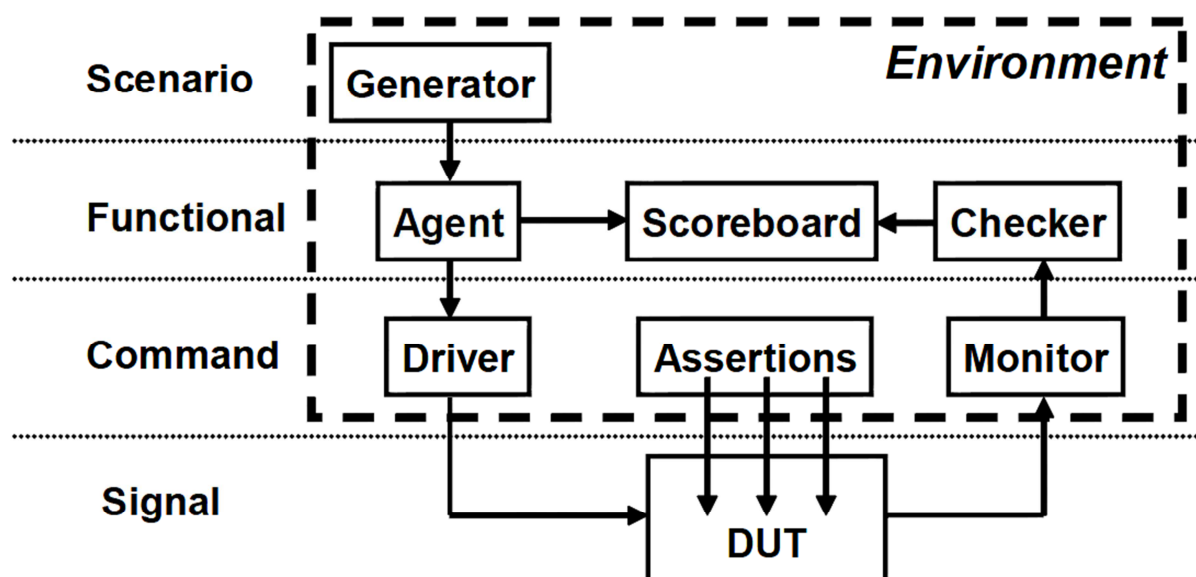 Environment
Scenario
Generator
Functional
Agent
Scoreboard
Checker
Command
Driver
Assertions
Monitor
Signal
DUT